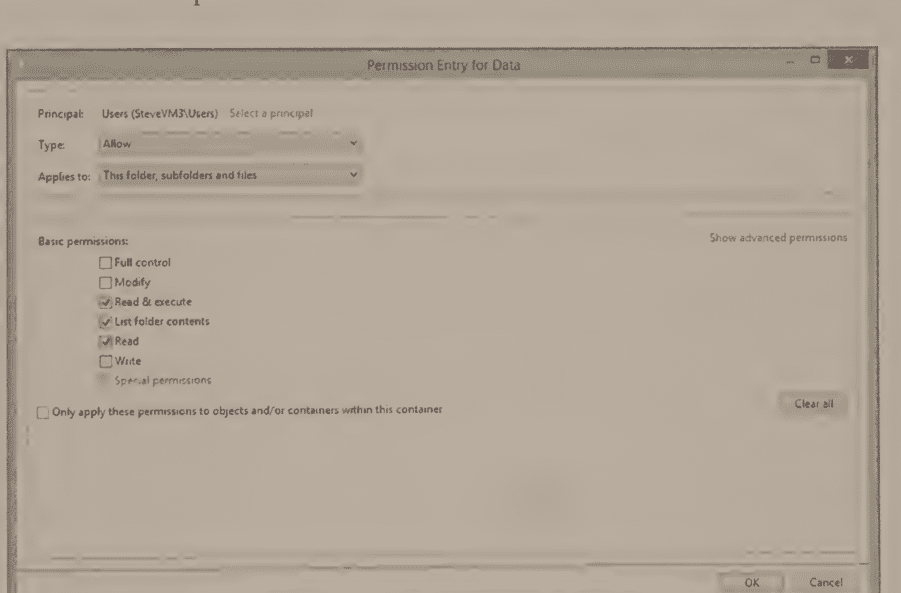 Permission Entry for Data
Principal: Users (SteveVM3\Users) Select a principal
Type: Allow
Applies to: This folder, subfolders and files
Basic permissions:
Show advanced permissions
Full control
Modify
Read & execute
List folder contents
Read
Write
Special permissions
Only apply these permissions to objects and/or containers within this container
Clear all
OK Cancel